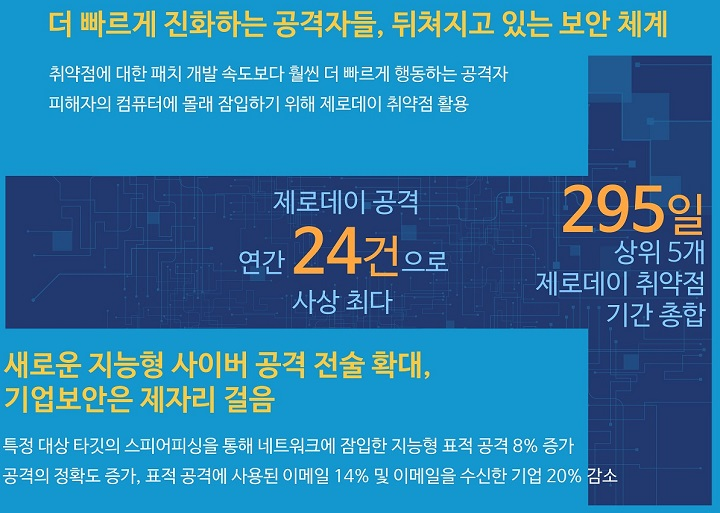 더 빠르게 진화하는 공격자들, 뒤쳐지고 있는 보안 체계
취약점에 대한 패치 개발 속도보다 훨씬 더 빠르게 행동하는 공격자
피해자의 컴퓨터에 몰래 잠입하기 위해 제로데이 취약점 활용
제로데이 공격
연간 24건으로
사상 최다
295일
상위 5개
제로데이 취약점
기간 총합
새로운 지능형 사이버 공격 전술 확대,
기업보안은 제자리 걸음
특정 대상 타깃의 스피어피싱을 통해 네트워크에 잠입한 지능형 표적 공격 8% 증가
공격의 정확도 증가, 표적 공격에 사용된 이메일 14% 및 이메일을 수신한 기업 20% 감소